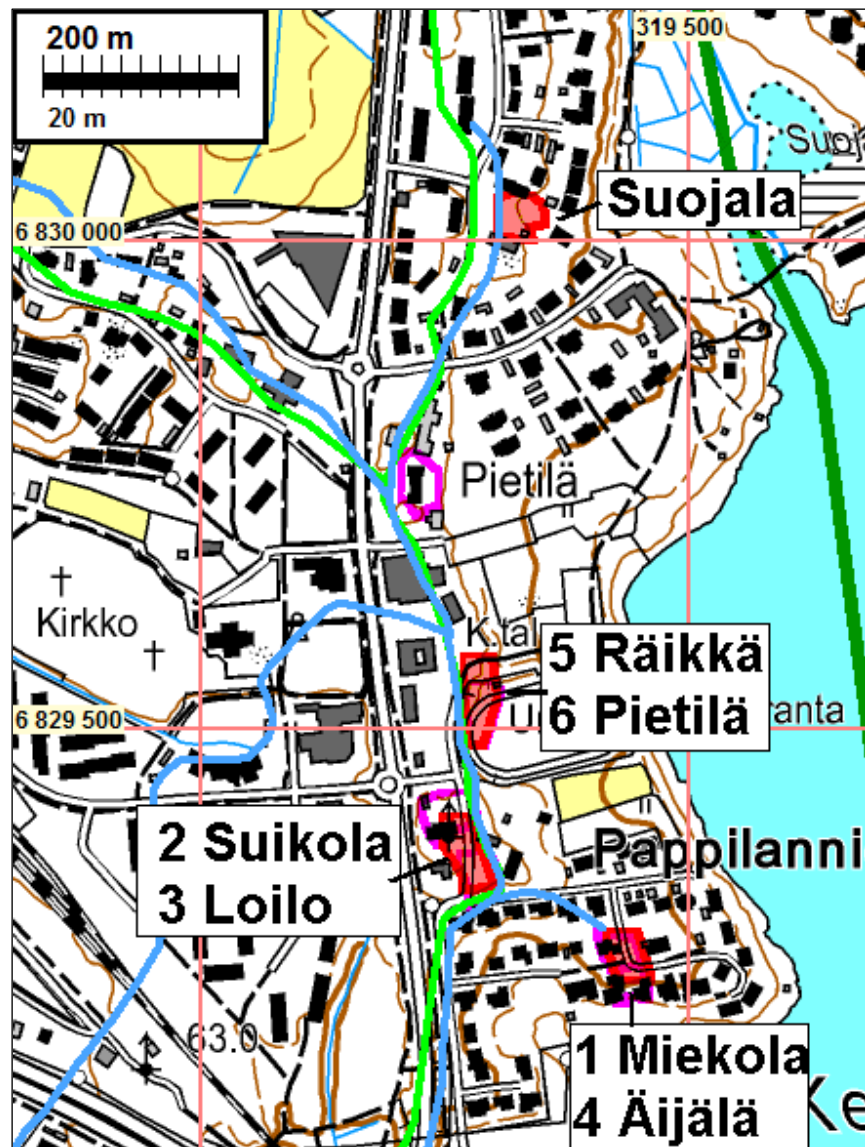 200 m
20 m
319 500
Suoja
Suojala
6 830 000
Pietilä
Kirkko
K.tal
5 Räikkä
6 Pietilä
U
ranta
6 829 500
2 Suikola
3 Loilo
Pappilanni
63.0
1 Miekola
4 Äijälä
Ke